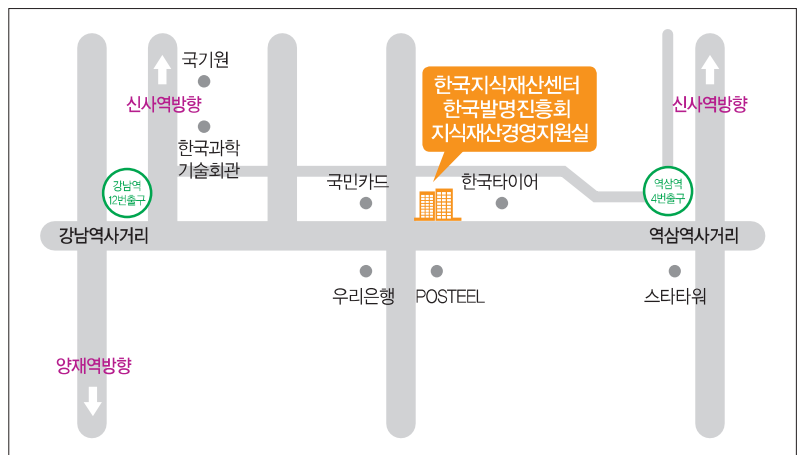 국기원
신사역방향
한국과학
기술회관
강남역
12번출구
강남역사거리
양재역방향
국민카드
한국지식재산센터
한국발명진흥회
지식재산경영지원실
한국타이어
신사역방향
역삼역
4번출구
역삼역사거리
우리은행
POSTEEL
스타타워